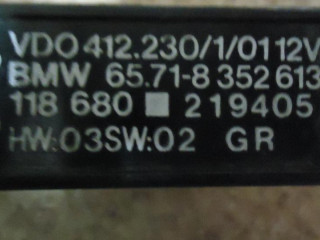 VDO 412.230/1/01 12V
BMW 65.71-8 352 613
118 680 ■ 219405
HW:03SW:02 GR